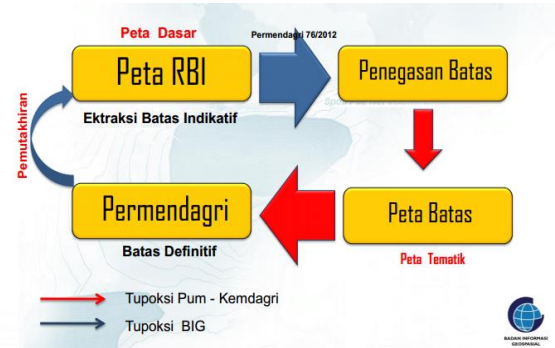 Peta Dasar
Permendagri 76/2012
Peta RBI
Penegasan Batas
Ektraksi Batas Indikatif
Pemutakhiran
Permendagri
Peta Batas
Batas Definitif
Peta Tematik
Tupoksi Pum - Kemdagri
Tupoksi BIG
BADAN INFORMASI
GEOSPASIAL